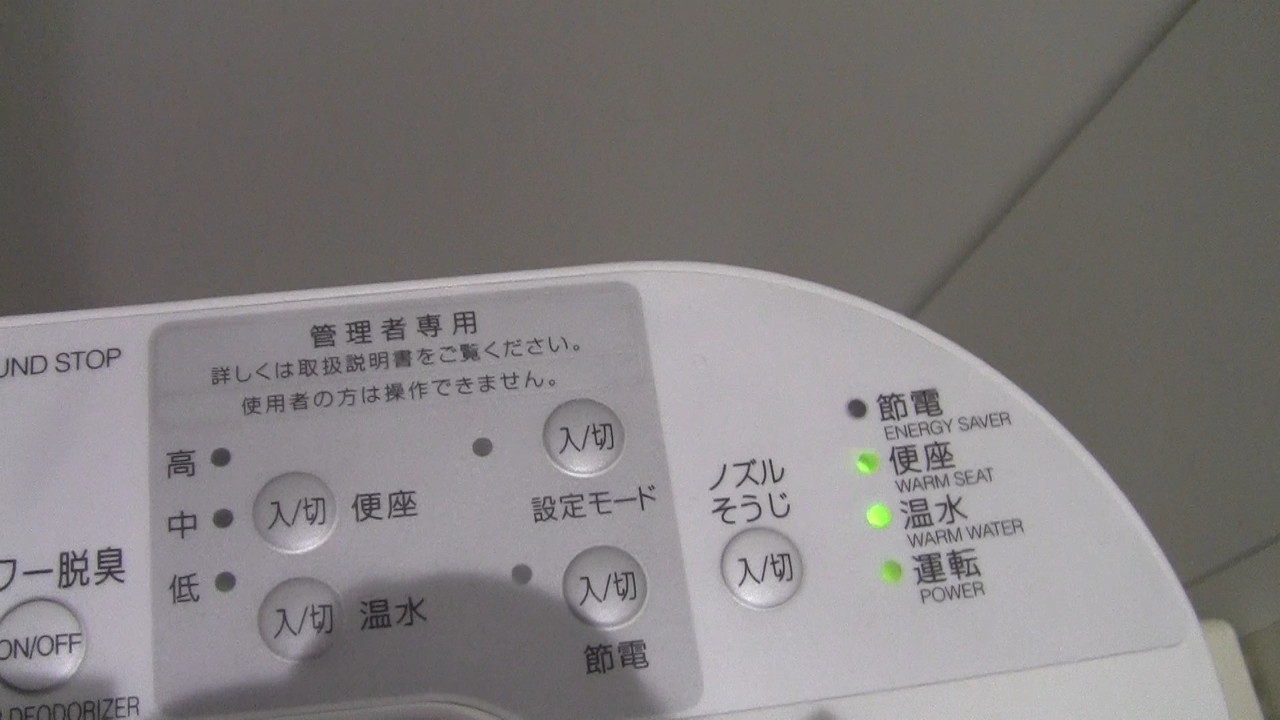 UND STOP
管理者専用
詳しくは取扱説明書をご覧ください。
使用者の方は操作できません。
高
中
低
入/切
便座
入/切
温水
入/切
設定モード
入/切
節電
ワー脱臭
ON/OFF
DEODORIZER
ノズル
そうじ
入/切
節電
ENERGY SAVER
便座
WARM SEAT
温水
WARM WATER
運転
POWER